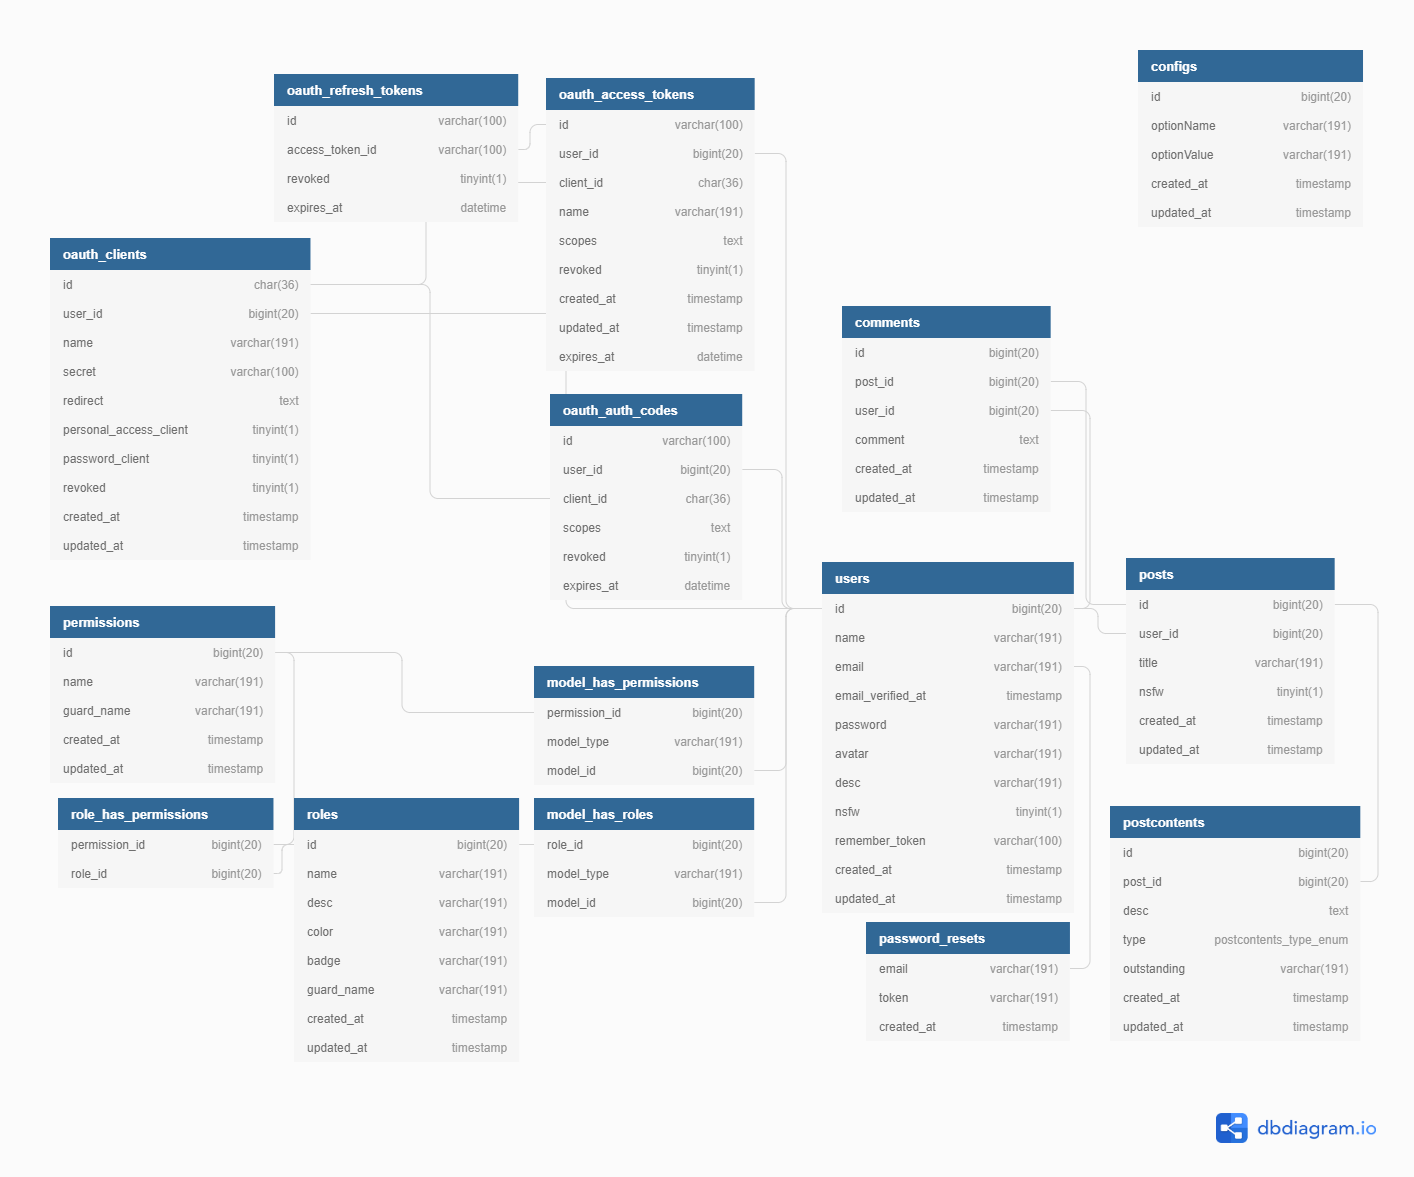 oauth_refresh_tokens
id varchar(100)
access_token_id varchar(100)
revoked tinyint(1)
expires_at datetime
oauth_access_tokens
id varchar(100)
user_id bigint(20)
client_id char(36)
name varchar(191)
scopes text
revoked tinyint(1)
created_at timestamp
updated_at timestamp
expires_at datetime
configs
id bigint(20)
optionName varchar(191)
optionValue varchar(191)
created_at timestamp
updated_at timestamp
oauth_clients
id char(36)
user_id bigint(20)
name varchar(191)
secret varchar(100)
redirect text
personal_access_client tinyint(1)
password_client tinyint(1)
revoked tinyint(1)
created_at timestamp
updated_at timestamp
oauth_auth_codes
id varchar(100)
user_id bigint(20)
client_id char(36)
scopes text
revoked tinyint(1)
expires_at datetime
comments
id bigint(20)
post_id bigint(20)
user_id bigint(20)
comment text
created_at timestamp
updated_at timestamp
permissions
id bigint(20)
name varchar(191)
guard_name varchar(191)
created_at timestamp
updated_at timestamp
model_has_permissions
permission_id bigint(20)
model_type varchar(191)
model_id bigint(20)
users
id bigint(20)
name varchar(191)
email varchar(191)
email_verified_at timestamp
password varchar(191)
avatar varchar(191)
desc varchar(191)
nsfw tinyint(1)
remember_token varchar(100)
created_at timestamp
updated_at timestamp
posts
id bigint(20)
user_id bigint(20)
title varchar(191)
nsfw tinyint(1)
created_at timestamp
updated_at timestamp
role_has_permissions
permission_id bigint(20)
role_id bigint(20)
roles
id bigint(20)
name varchar(191)
desc varchar(191)
color varchar(191)
badge varchar(191)
guard_name varchar(191)
created_at timestamp
updated_at timestamp
model_has_roles
role_id bigint(20)
model_type varchar(191)
model_id bigint(20)
password_resets
email varchar(191)
token varchar(191)
created_at timestamp
postcontents
id bigint(20)
post_id bigint(20)
desc text
type postcontents_type_enum
outstanding varchar(191)
created_at timestamp
updated_at timestamp
dbdiagram.io